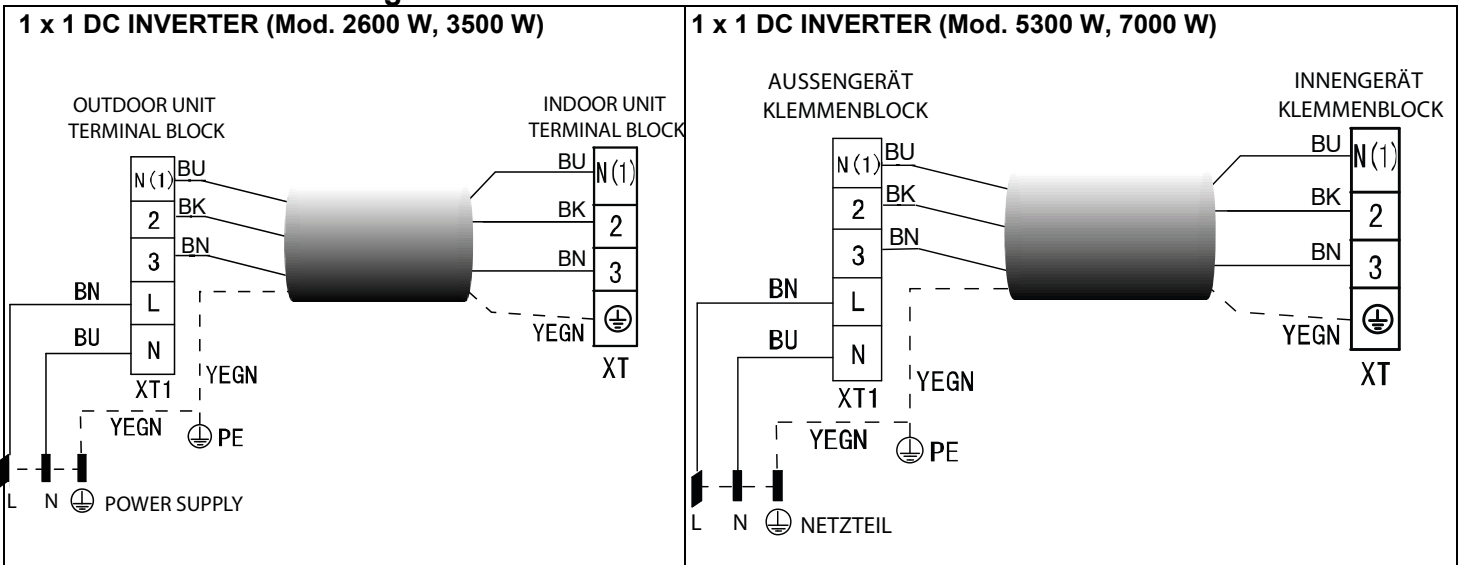 1 x 1 DC INVERTER (Mod. 2600 W, 3500 W)
OUTDOOR UNIT
TERMINAL BLOCK
INDOOR UNIT
TERMINAL BLOCK
N(1)
BU
BU
N(1)
2
BK
BK
2
3
BN
BN
3
BN
L
BU
N
YEGN
XT
XT1
YEGN
YEGN
PE
L N POWER SUPPLY
1 x 1 DC INVERTER (Mod. 5300 W, 7000 W)
AUSSENGERÄT
KLEMMENBLOCK
INNENGERÄT
KLEMMENBLOCK
N(1)
BU
BU
N(1)
2
BK
BK
2
3
BN
BN
3
BN
L
BU
N
YEGN
XT
XT1
YEGN
YEGN
PE
L N NETZTEIL